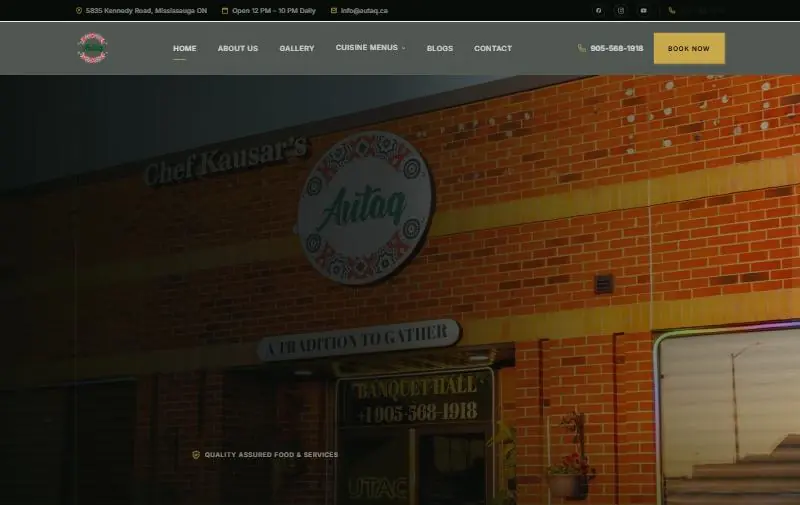 5835 Kennedy Road, Mississauga ON
Open 12 PM - 10 PM Daily
info@autaq.ca
Autaq
HOME
ABOUT US
GALLERY
CUISINE MENUS
BLOGS
CONTACT
905-568-1918
BOOK NOW
Chef Kausar's
Autaq
A TRADITION TO GATHER
BANQUET HALL
+1 905-568-1918
QUALITY ASSURED FOOD & SERVICES
UTAC